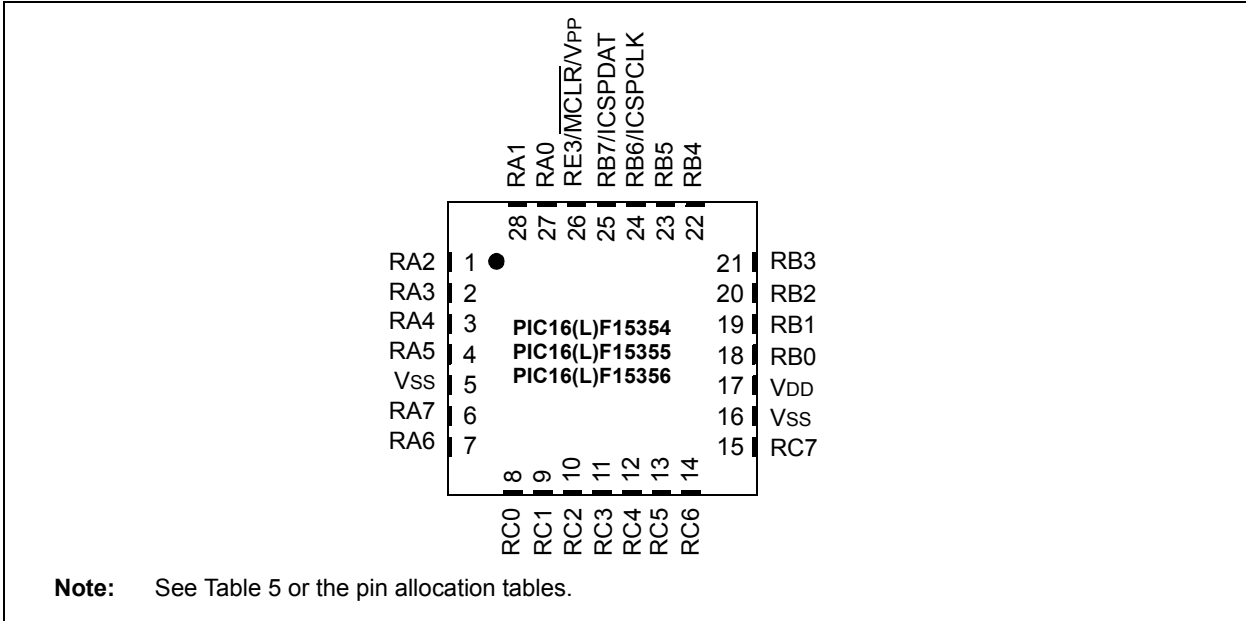 RA1
RA0
RE3/MCLR/VPP
RB7/ICSPDAT
RB6/ICSPCLK
RB5
RB4
28
27
26
25
24
23
22
RA2 1
RA3 2
RA4 3
RA5 4
VSS 5
RA7 6
RA6 7
PIC16(L)F15354
PIC16(L)F15355
PIC16(L)F15356
21 RB3
20 RB2
19 RB1
18 RB0
17 VDD
16 VSS
15 RC7
8
9
10
11
12
13
14
RC0
RC1
RC2
RC3
RC4
RC5
RC6
Note: See Table 5 or the pin allocation tables.